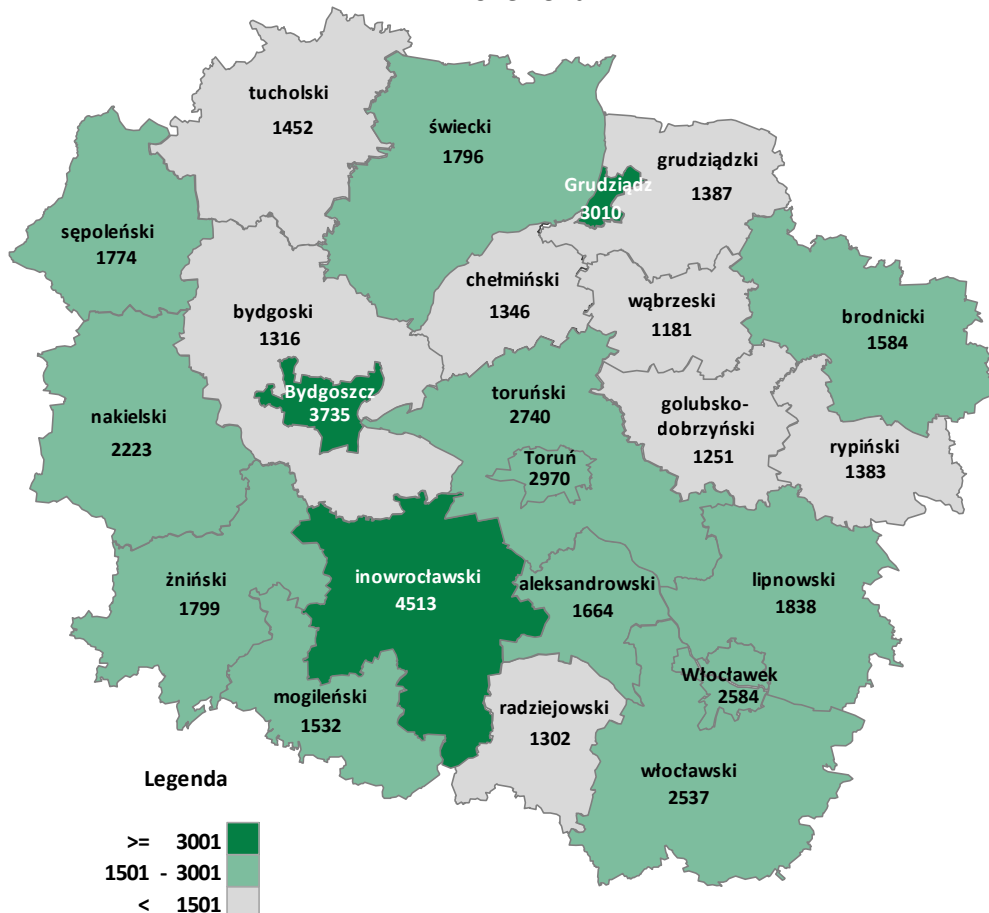 tucholski
1452
świecki
1796
grudziądzki
1387
Grudziądz
3010
sępoleński
1774
chełmiński
1346
wąbrzeski
1181
bydgoski
1316
brodnicki
1584
Bydgoszcz
3735
toruński
2740
golubsko-
dobrzyński
1251
nakielski
2223
rypiński
1383
Toruń
2970
inowrocławski
4513
aleksandrowski
1664
lipnowski
1838
żniński
1799
Włocławek
2584
mogileński
1532
radziejowski
1302
włocławski
2537
Legenda
>= 3001
1501 - 3001
< 1501